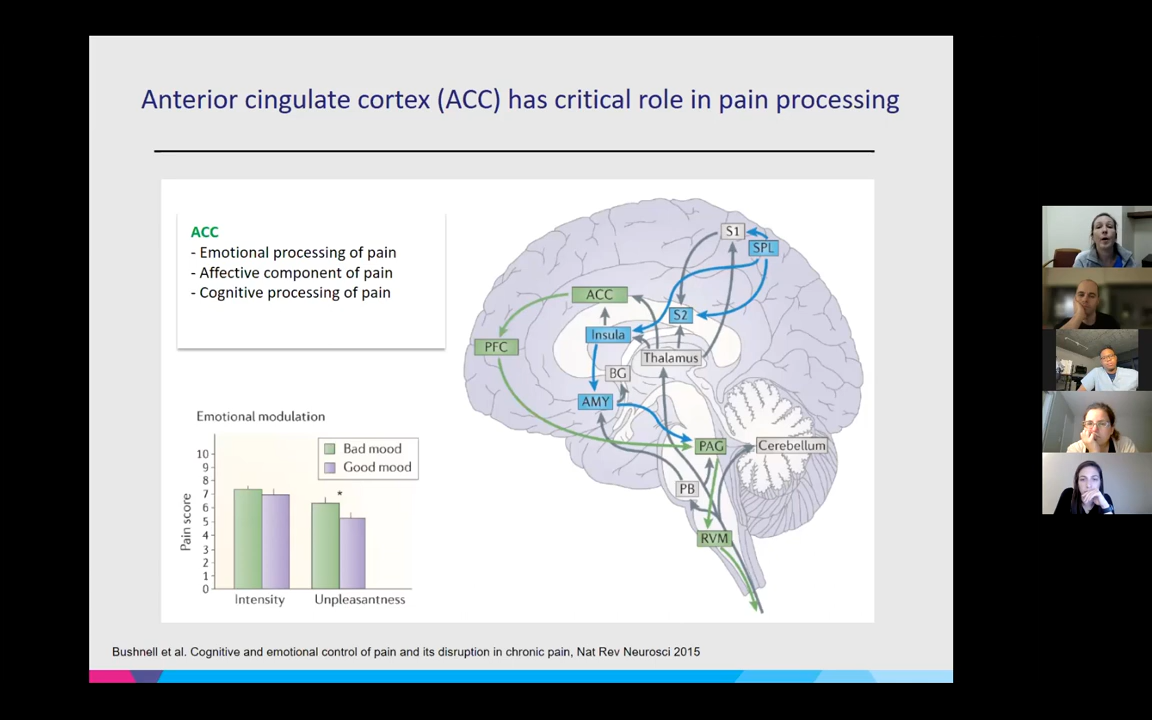 Anterior cingulate cortex (ACC) has critical role in pain processing
ACC
- Emotional processing of pain
- Affective component of pain
- Cognitive processing of pain
S1
SPL
ACC
S2
Insula
PFC
Thalamus
BG
AMY
PAG
Cerebellum
PB
RVM
Emotional modulation
Bad mood
Good mood
Pain score
10
9
8
7
6
5
4
3
2
1
0
*
Intensity
Unpleasantness
Bushnell et al. Cognitive and emotional control of pain and its disruption in chronic pain, Nat Rev Neurosci 2015